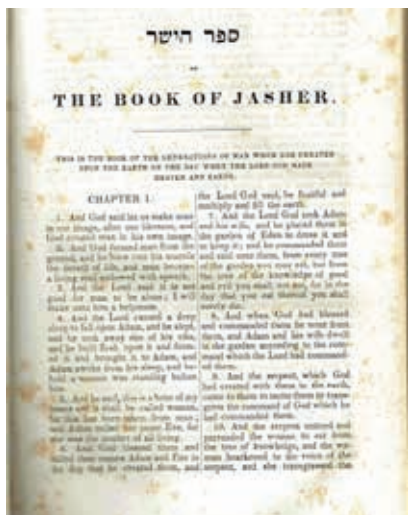 ספר הישר
OR
THE BOOK OF JASHER.
THIS IS THE BOOK OF THE GENERATIONS OF MAN WHOM GOD CREATED
UPON THE EARTH ON THE DAY WHEN THE LORD GOD MADE
HEAVEN AND EARTH.
CHAPTER I.
1. And God said let us make man
in our image, after our likeness, and
God created man in his own image.
2. And God formed man from the
ground, and he blew into his nostrils
the breath of life, and man became
a living soul endowed with speech.
3. And the Lord said it is not
good for man to be alone; I will
make unto him a helpmeet.
4. And the Lord caused a deep
sleep to fall upon Adam, and he slept,
and he took away one of his ribs,
and he built flesh upon it, and formed
it and brought it to Adam, and
Adam awoke from his sleep, and be-
hold a woman was standing before
him.
5. And he said, this is a bone of my
bones and it shall be called woman,
for this has been taken from man;
and Adam called her name Eve, for
she was the mother of all living.
6. And God blessed them and
called their names Adam and Eve in
the day that he created them, and
the Lord God said, be fruitful and
multiply and fill the earth.
7. And the Lord God took Adam
and his wife, and he placed them in
the garden of Eden to dress it and
to keep it; and he commanded them
and said unto them, from every tree
of the garden you may eat, but from
the tree of the knowledge of good
and evil you shall not eat, for in the
day that you eat thereof you shall
surely die.
8. And when God had blessed
and commanded them he went from
them, and Adam and his wife dwelt
in the garden according to the com-
mand which the Lord had command-
ed them.
9. And the serpent, which God
had created with them in the earth,
came to them to incite them to trans-
gress the command of God which he
had commanded them.
10. And the serpent enticed and
persuaded the woman to eat from
the tree of knowledge, and the wo-
man hearkened to the voice of the
serpent, and she transgressed the